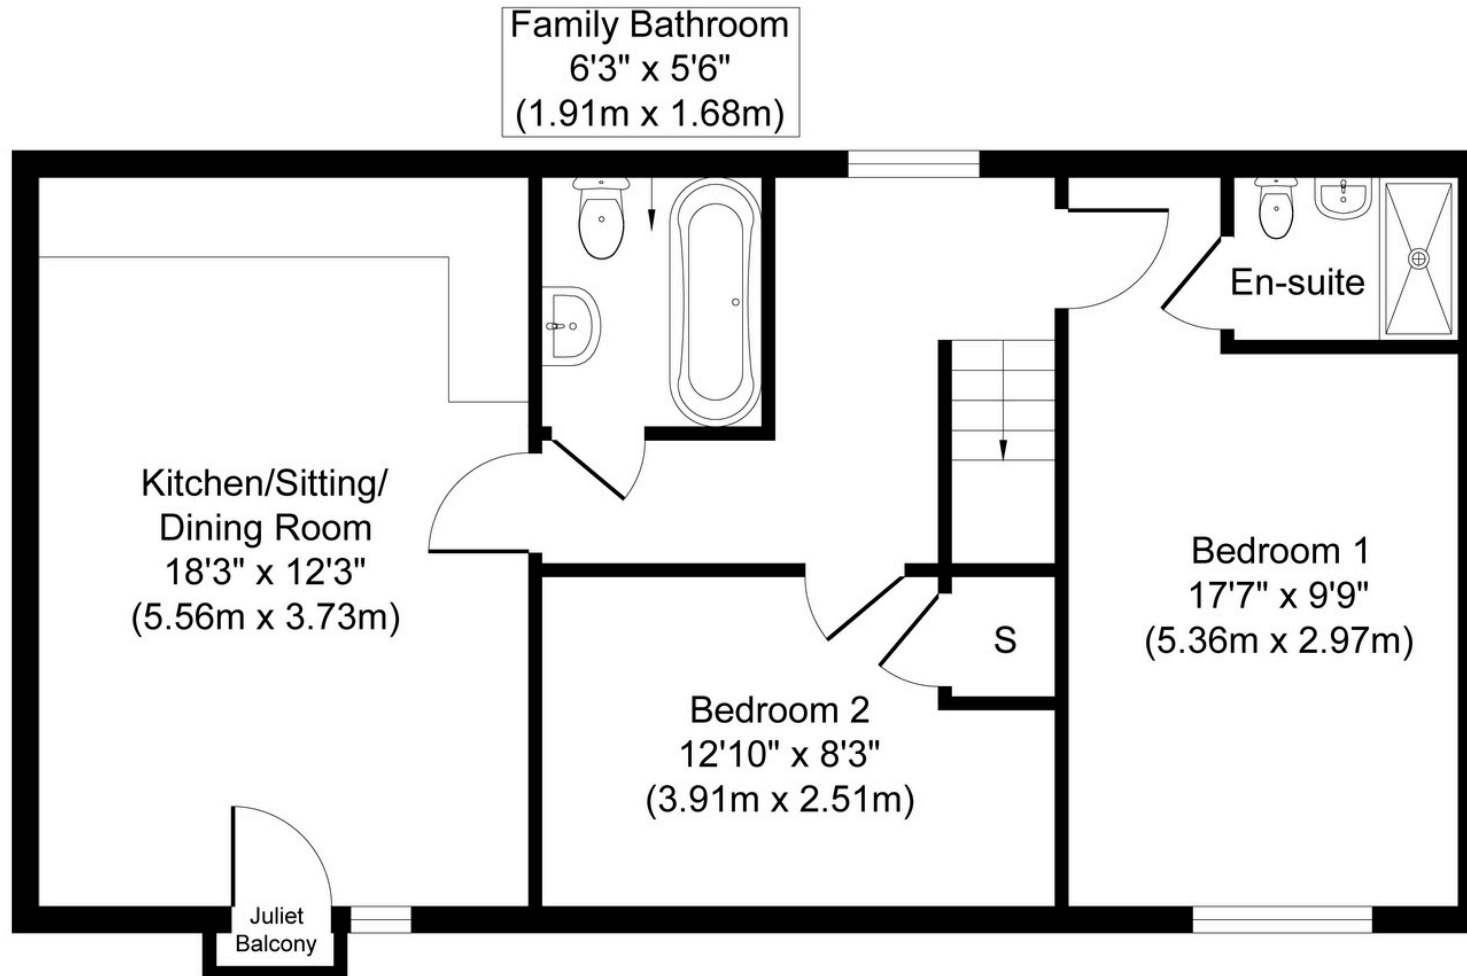 Family Bathroom
6'3" x 5'6"
(1.91m x 1.68m)
En-suite
Kitchen/Sitting/
Dining Room
18'3" x 12'3"
(5.56m x 3.73m)
Bedroom 1
17'7" x 9'9"
(5.36m x 2.97m)
S
Bedroom 2
12'10" x 8'3"
(3.91m x 2.51m)
Juliet
Balcony